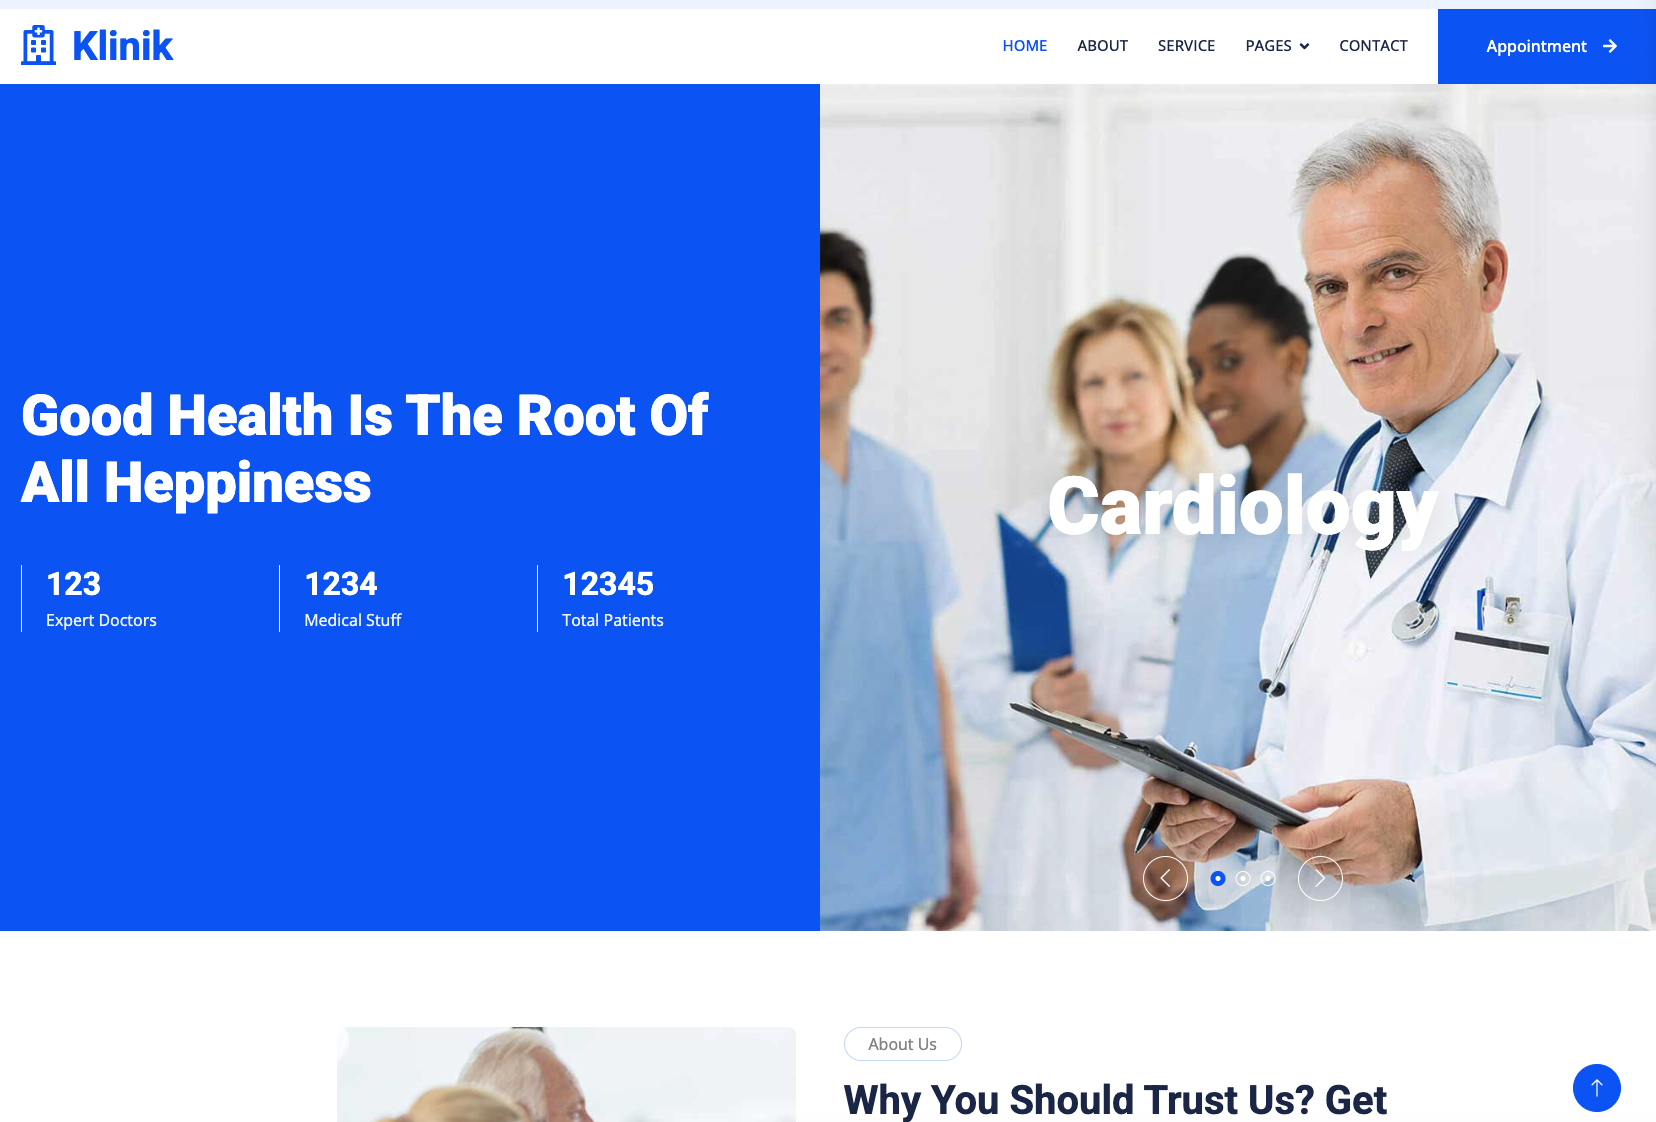 Klinik
HOME ABOUT SERVICE PAGES CONTACT Appointment
Good Health Is The Root Of
All Heppiness
123 1234 12345
Expert Doctors Medical Stuff Total Patients
Cardiology
About Us
Why You Should Trust Us? Get